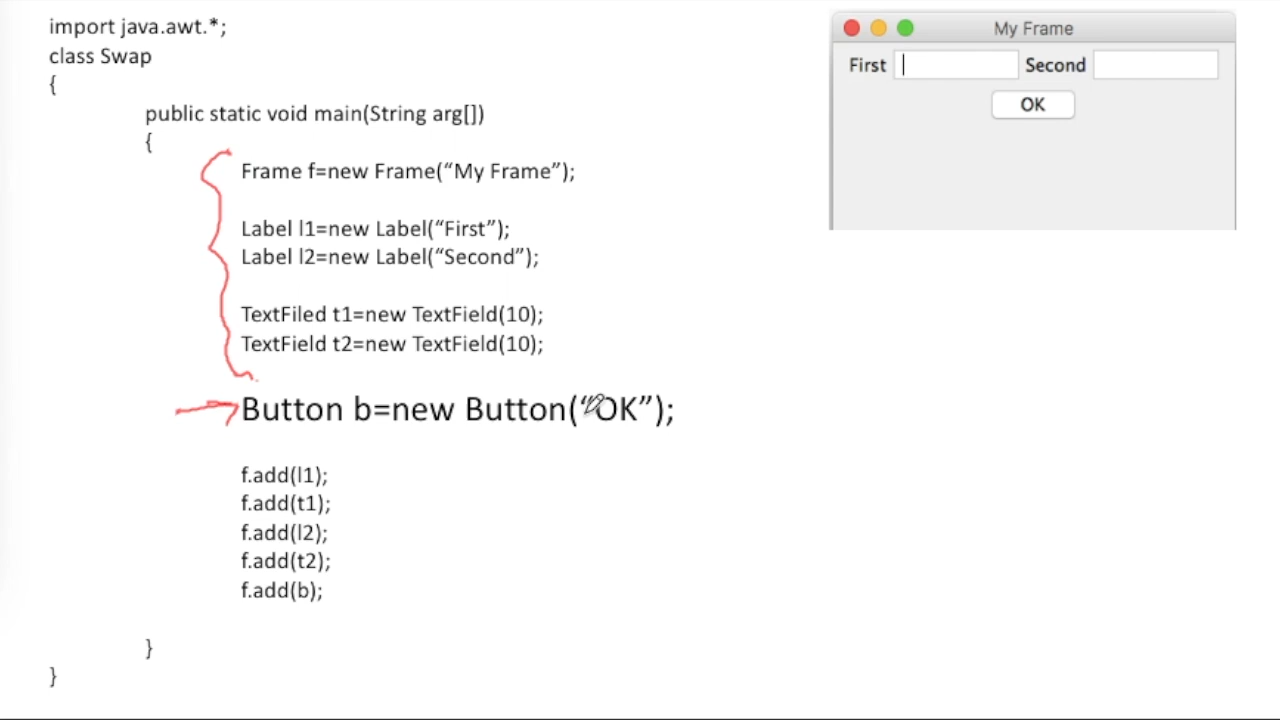 import java.awt.*;
class Swap
{
public static void main(String arg[])
{
Frame f=new Frame(“My Frame”);
Label l1=new Label(“First”);
Label l2=new Label(“Second”);
TextFiled t1=new TextField(10);
TextField t2=new TextField(10);
Button b=new Button(“OK”);
f.add(l1);
f.add(t1);
f.add(l2);
f.add(t2);
f.add(b);
}
}
My Frame
First Second
OK